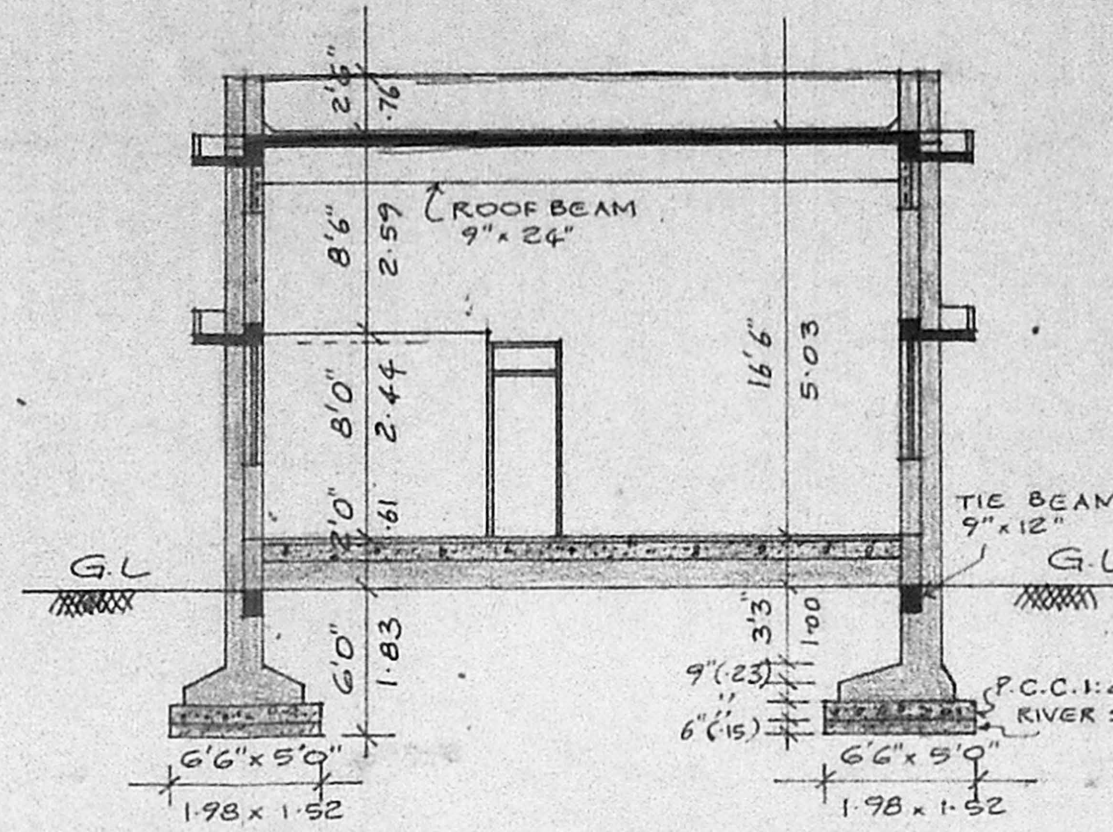 2'6"
.76
ROOF BEAM
9" x 24"
8'6"
2.59
16'6"
5.03
8'0"
2.44
2'0"
.61
TIE BEAM
9" x 12"
G.L
G.L
6'0"
1.83
3'3"
1.00
9"(.23)
"
6"(.15)
P.C.C. 1:
RIVER
6'6" x 5'0"
1.98 x 1.52
6'6" x 5'0"
1.98 x 1.52